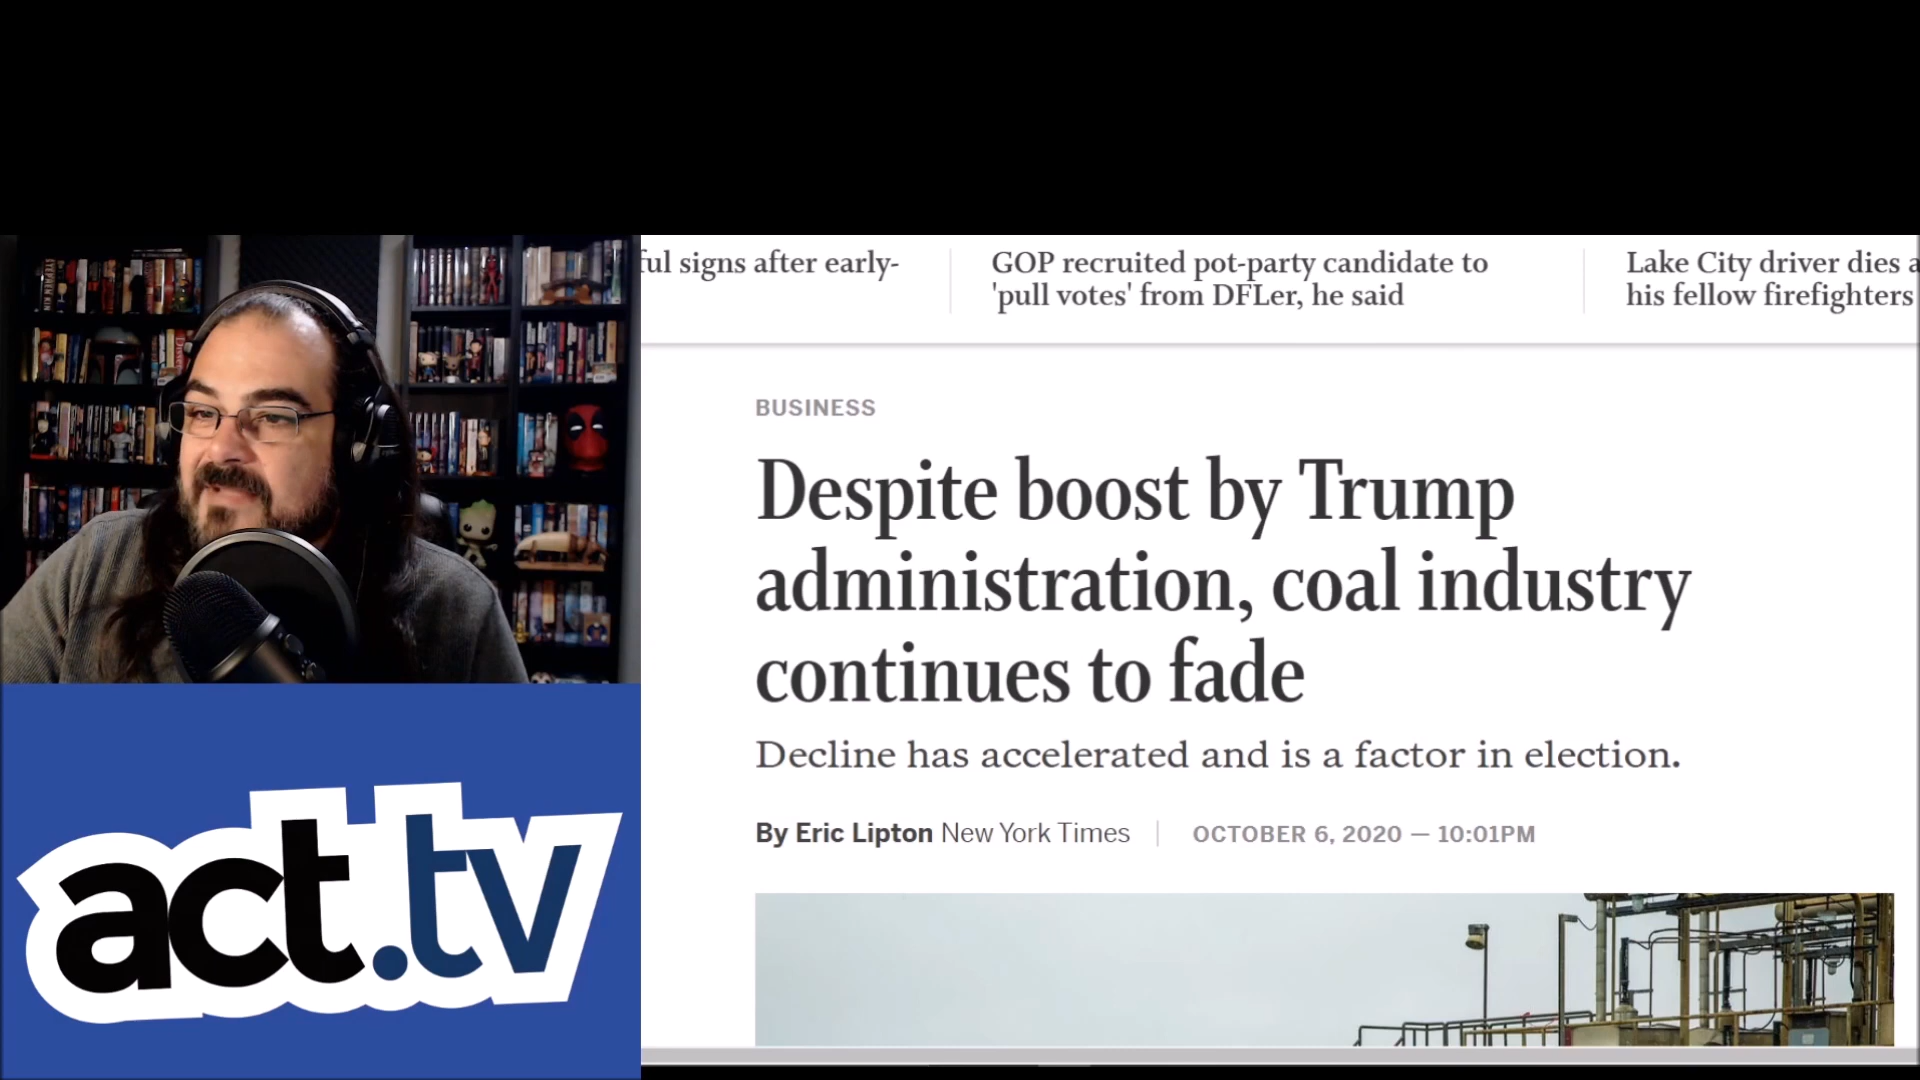 ful signs after early-
GOP recruited pot-party candidate to
'pull votes' from DFLer, he said
Lake City driver dies a
his fellow firefighters
BUSINESS
Despite boost by Trump
administration, coal industry
continues to fade
Decline has accelerated and is a factor in election.
By Eric Lipton New York Times
OCTOBER 6, 2020 — 10:01PM
act.tv